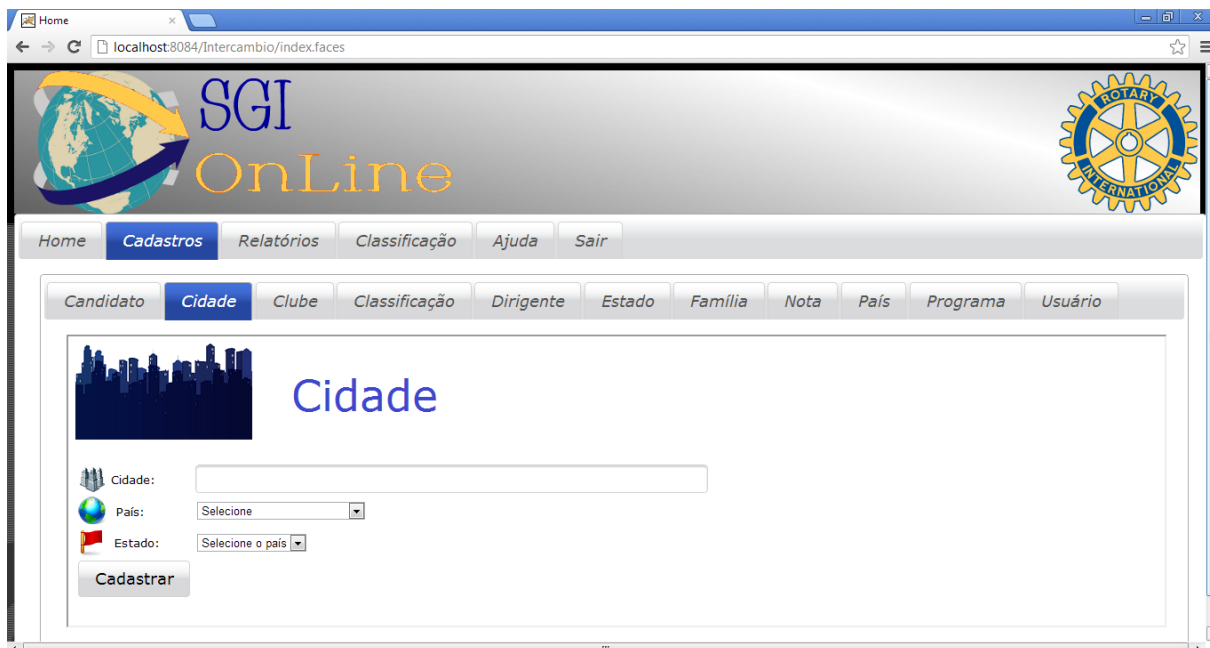 Home
localhost:8084/Intercambio/index.faces
SGI
OnLine
ROTARY
INTERNATIONAL
Home Cadastros Relatórios Classificação Ajuda Sair
Candidato Cidade Clube Classificação Dirigente Estado Família Nota País Programa Usuário
Cidade
Cidade:
País: Selecione
Estado: Selecione o país
Cadastrar